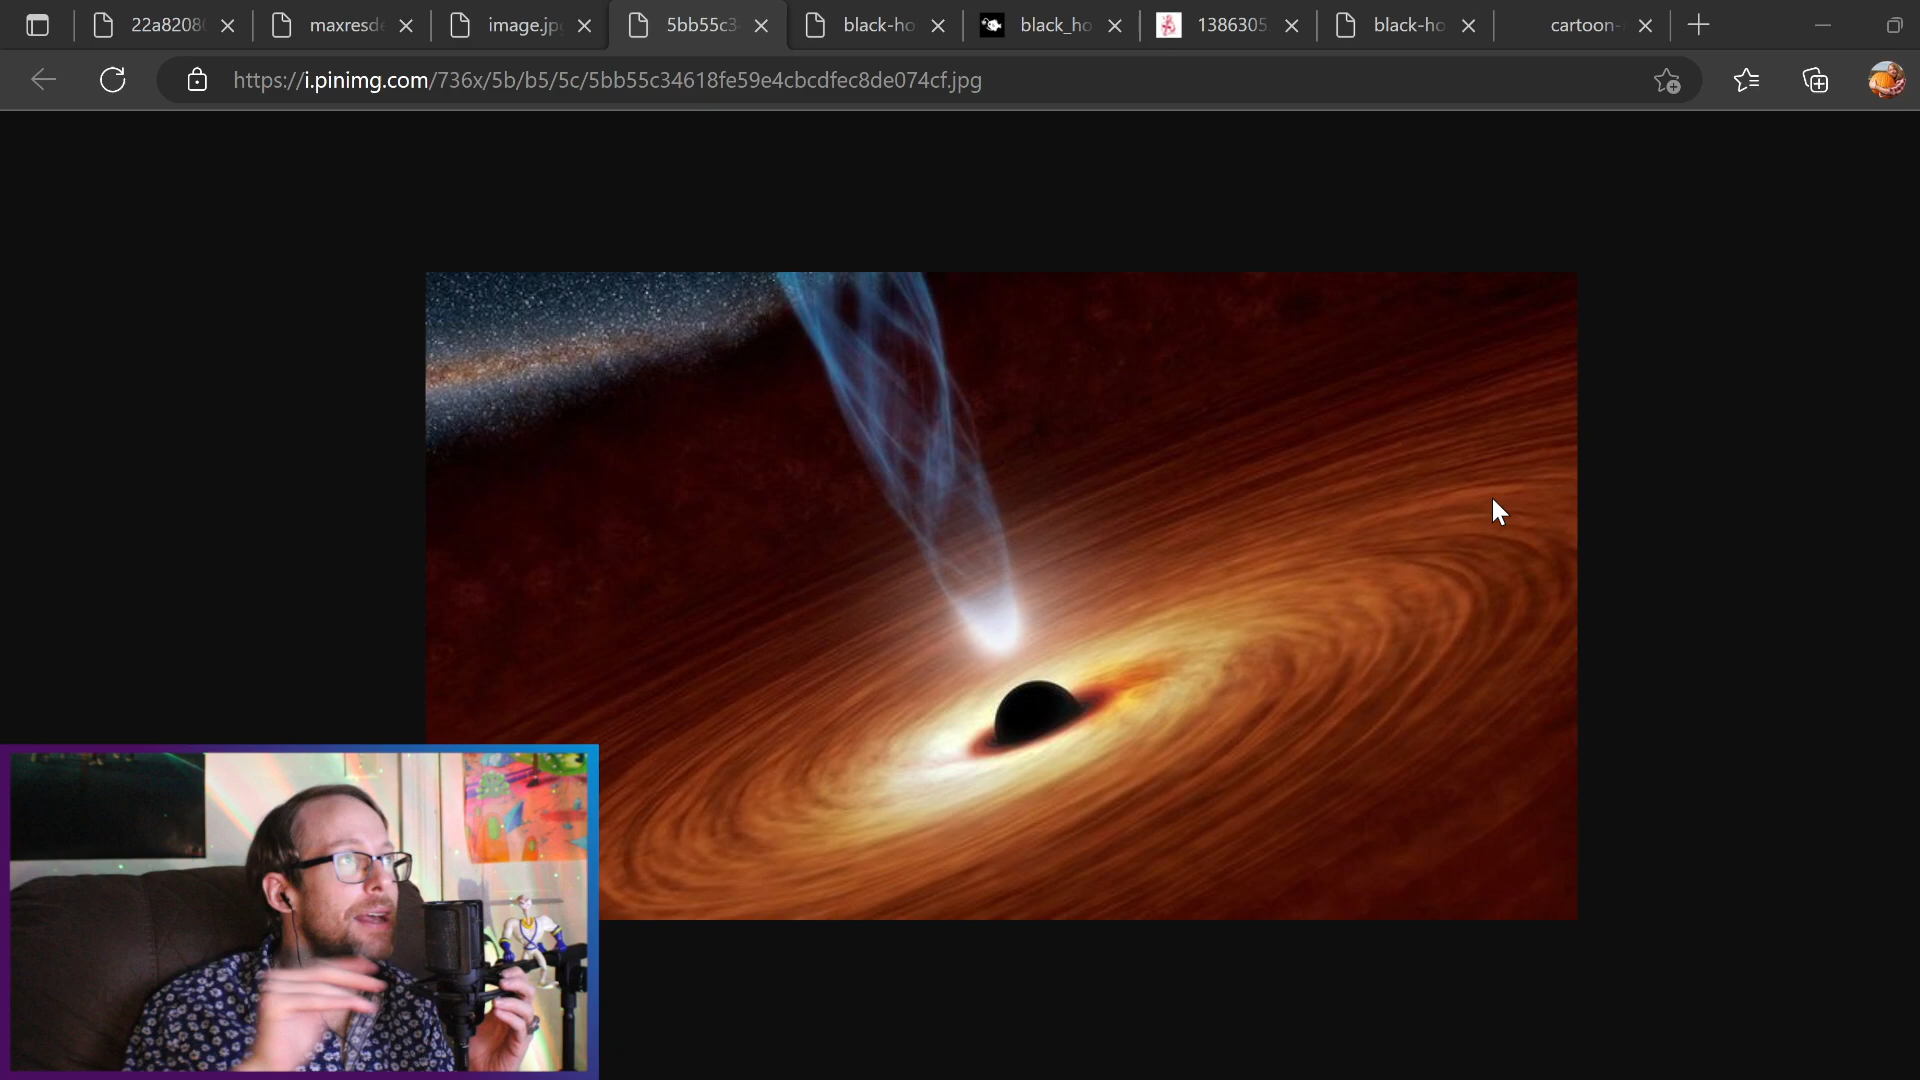 22a8208
maxresd
image.jp
5bb55c3
black-ho
black_ho
1386305
black-ho
cartoon-
https://i.pinimg.com/736x/5b/b5/5c/5bb55c34618fe59e4cbcdfec8de074cf.jpg